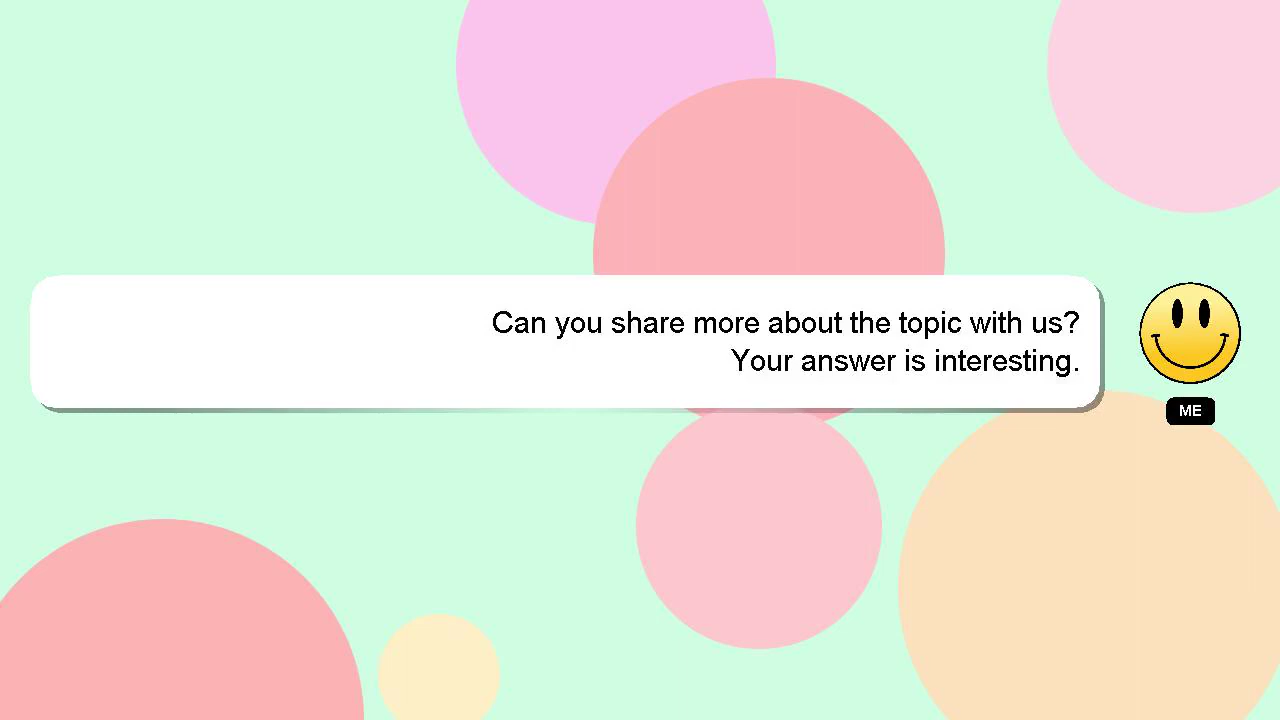 Can you share more about the topic with us?
Your answer is interesting.
ME